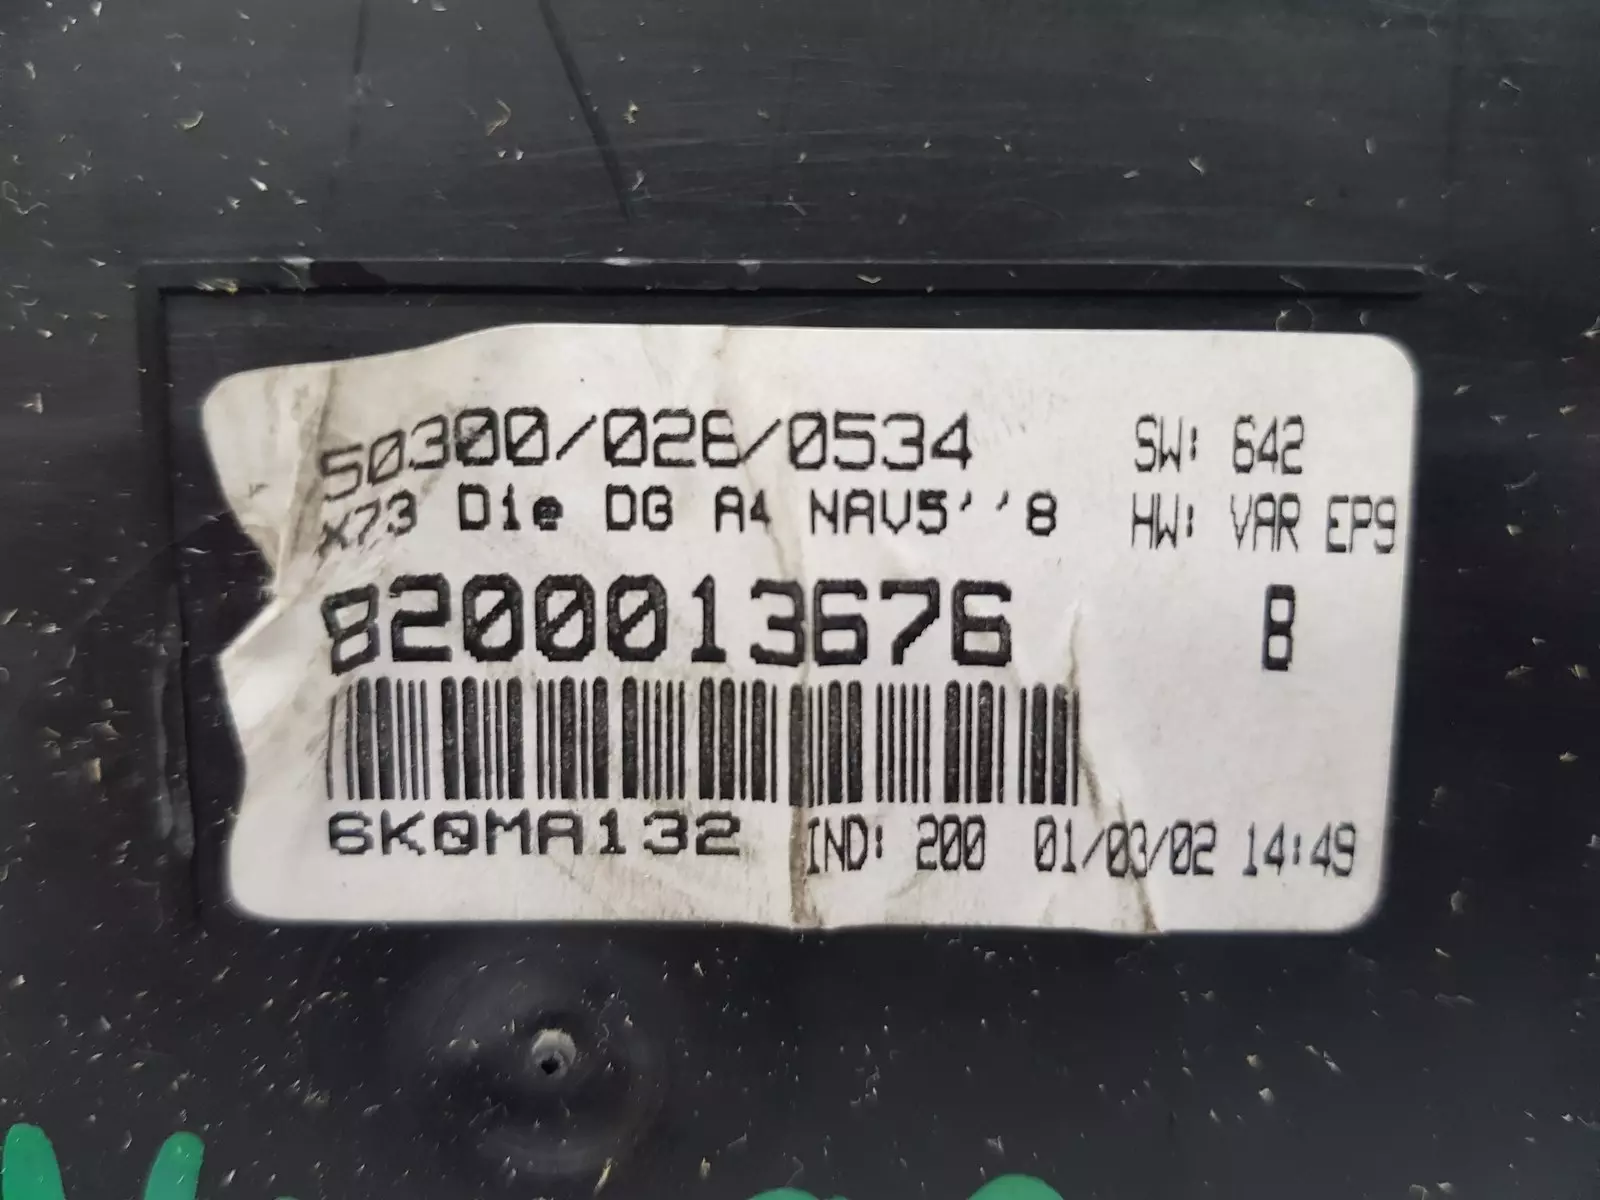 50300/026/0534 SW: 642
X73 Die DG A4 NAV5''8 HW: VAR EP9
8200013676 8
6K0MA132 IND: 200 01/03/02 14:49